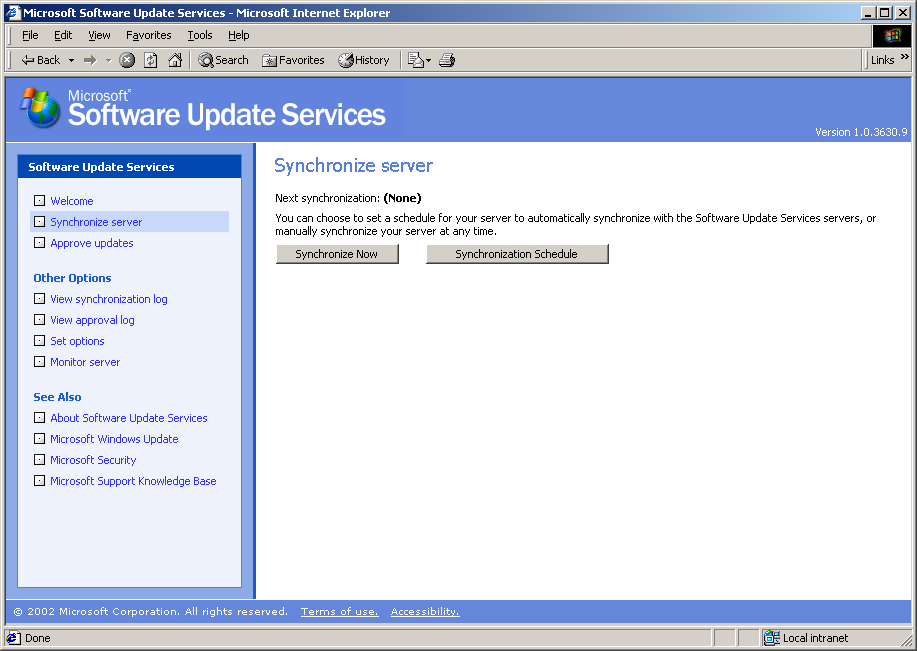 Microsoft Software Update Services - Microsoft Internet Explorer
File Edit View Favorites Tools Help
Back Search Favorites History Links »
Microsoft®
Software Update Services
Version 1.0.3630.9
Software Update Services
Welcome
Synchronize server
Approve updates
Other Options
View synchronization log
View approval log
Set options
Monitor server
See Also
About Software Update Services
Microsoft Windows Update
Microsoft Security
Microsoft Support Knowledge Base
Synchronize server
Next synchronization: (None)
You can choose to set a schedule for your server to automatically synchronize with the Software Update Services servers, or
manually synchronize your server at any time.
Synchronize Now Synchronization Schedule
© 2002 Microsoft Corporation. All rights reserved. Terms of use. Accessibility.
Done Local intranet